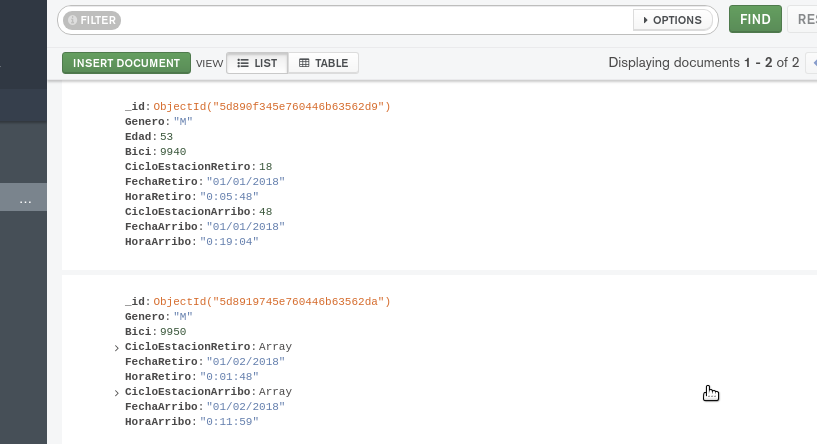 FILTER
OPTIONS
FIND
INSERT DOCUMENT VIEW LIST TABLE Displaying documents 1 - 2 of 2
_id: ObjectId("5d890f345e760446b63562d9")
Genero: "M"
Edad: 53
Bici: 9940
CicloEstacionRetiro: 18
FechaRetiro: "01/01/2018"
HoraRetiro: "0:05:48"
CicloEstacionArribo: 48
FechaArribo: "01/01/2018"
HoraArribo: "0:19:04"
...
_id: ObjectId("5d8919745e760446b63562da")
Genero: "M"
Bici: 9950
CicloEstacionRetiro: Array
FechaRetiro: "01/02/2018"
HoraRetiro: "0:01:48"
CicloEstacionArribo: Array
FechaArribo: "01/02/2018"
HoraArribo: "0:11:59"